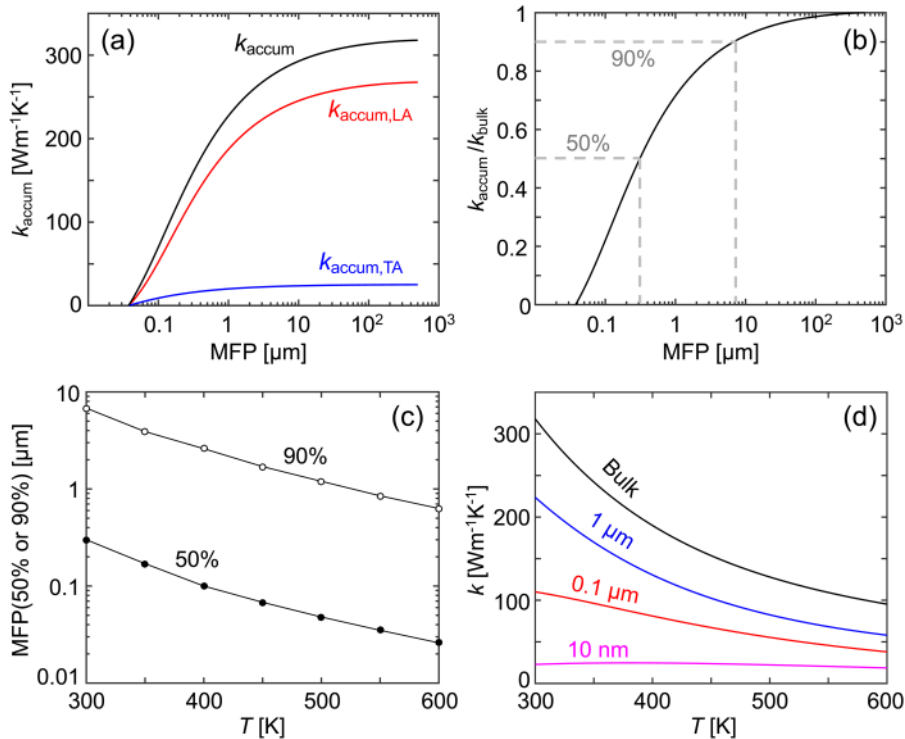 (a)
k_accum
k_accum,LA
k_accum,TA
k_accum [Wm⁻¹K⁻¹]
300
200
100
0
0.1 1 10 10² 10³
MFP [µm]
(b)
90%
50%
k_accum/k_bulk
1
0.8
0.6
0.4
0.2
0
0.1 1 10 10² 10³
MFP [µm]
(c)
90%
50%
MFP(50% or 90%) [µm]
10
1
0.1
0.01
300 350 400 450 500 550 600
T [K]
(d)
Bulk
1 µm
0.1 µm
10 nm
k [Wm⁻¹K⁻¹]
300
200
100
0
300 400 500 600
T [K]